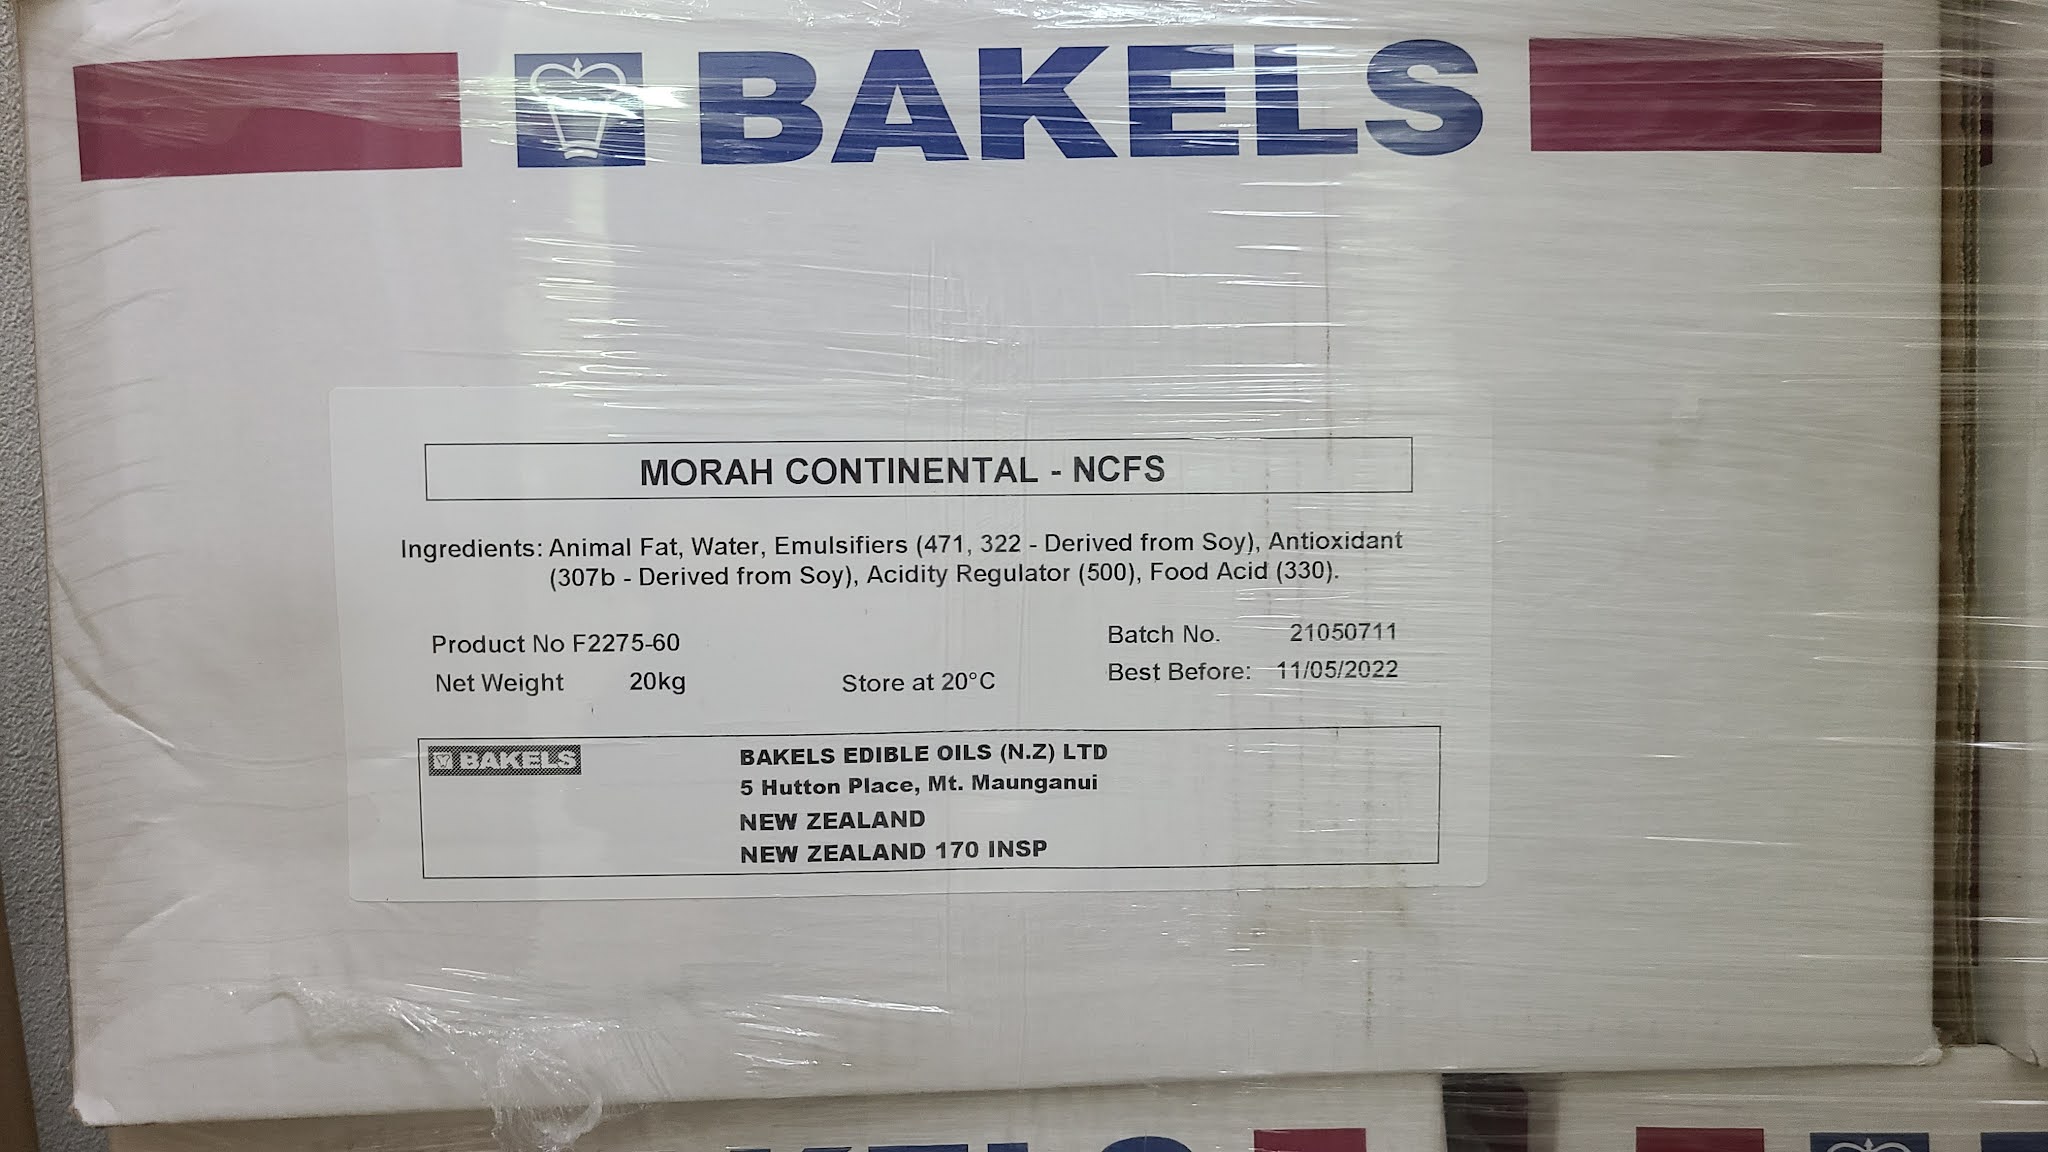 BAKELS
MORAH CONTINENTAL - NCFS
Ingredients: Animal Fat, Water, Emulsifiers (471, 322 - Derived from Soy), Antioxidant
(307b - Derived from Soy), Acidity Regulator (500), Food Acid (330).
Product No F2275-60
Batch No. 21050711
Net Weight 20kg
Store at 20°C
Best Before: 11/05/2022
BAKELS
BAKELS EDIBLE OILS (N.Z) LTD
5 Hutton Place, Mt. Maunganui
NEW ZEALAND
NEW ZEALAND 170 INSP
BAKELS